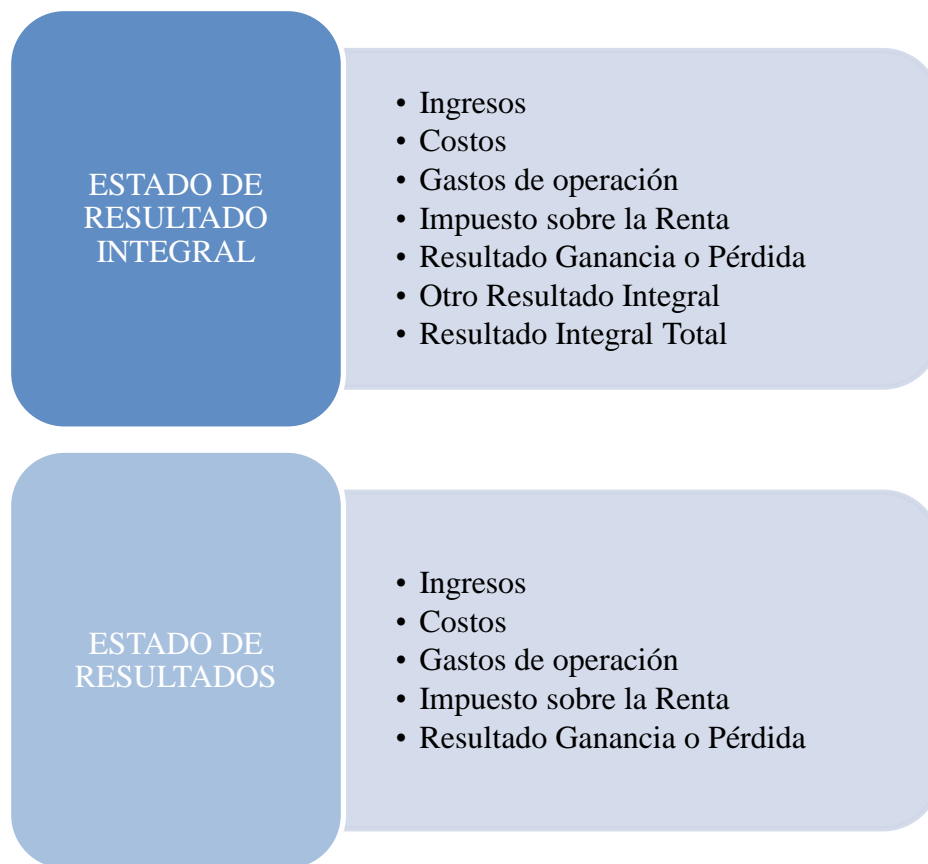 ESTADO DE
RESULTADO
INTEGRAL
• Ingresos
• Costos
• Gastos de operación
• Impuesto sobre la Renta
• Resultado Ganancia o Pérdida
• Otro Resultado Integral
• Resultado Integral Total
ESTADO DE
RESULTADOS
• Ingresos
• Costos
• Gastos de operación
• Impuesto sobre la Renta
• Resultado Ganancia o Pérdida